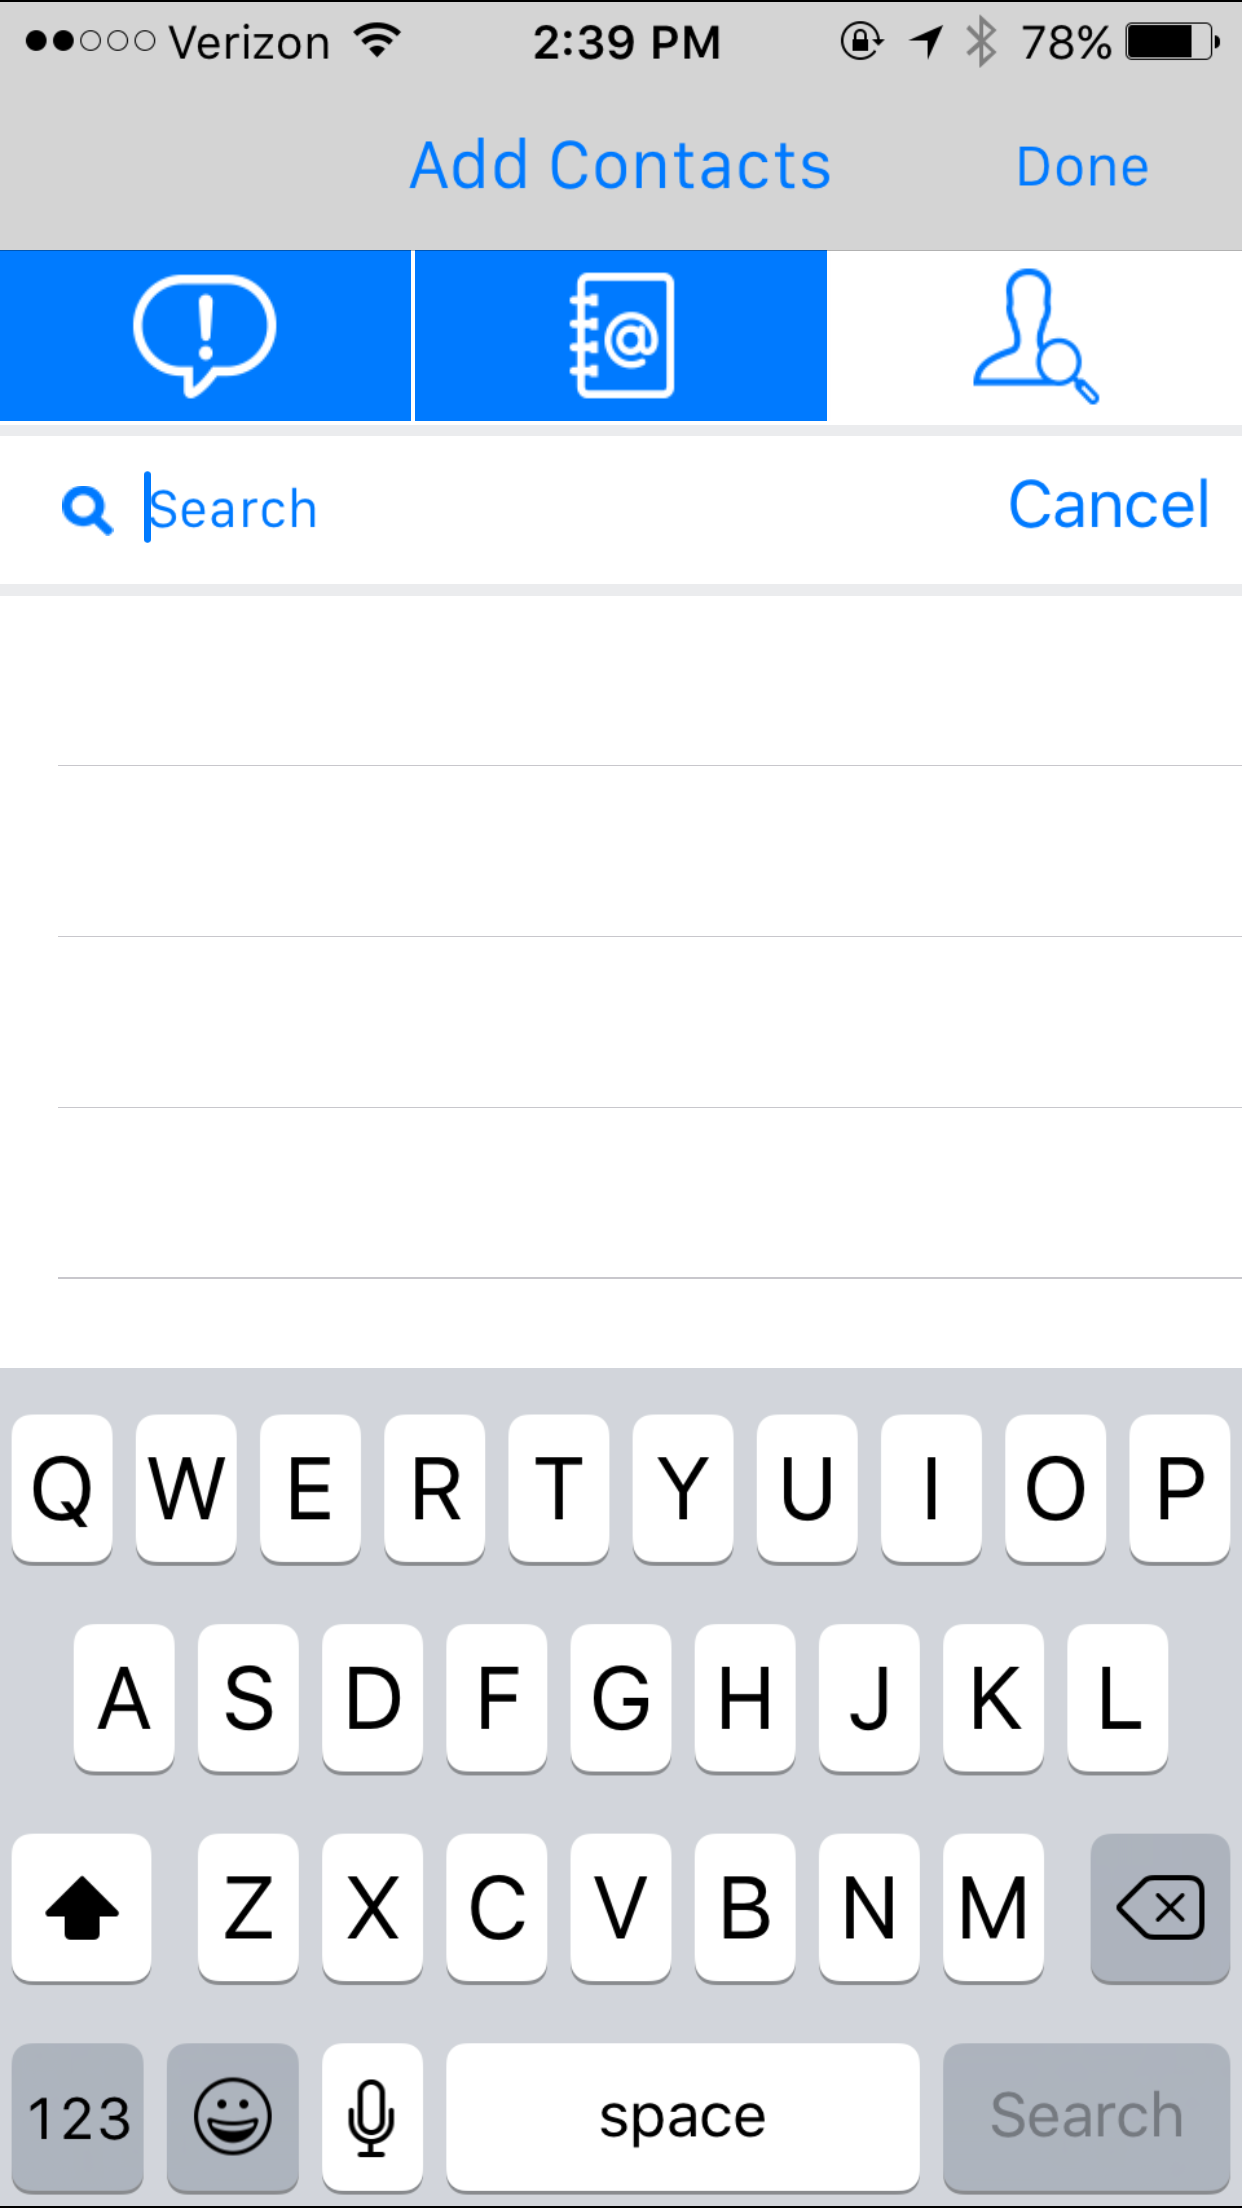 Verizon 2:39 PM 78%
Add Contacts Done
Search Cancel
Q W E R T Y U I O P
A S D F G H J K L
Z X C V B N M
123 space Search